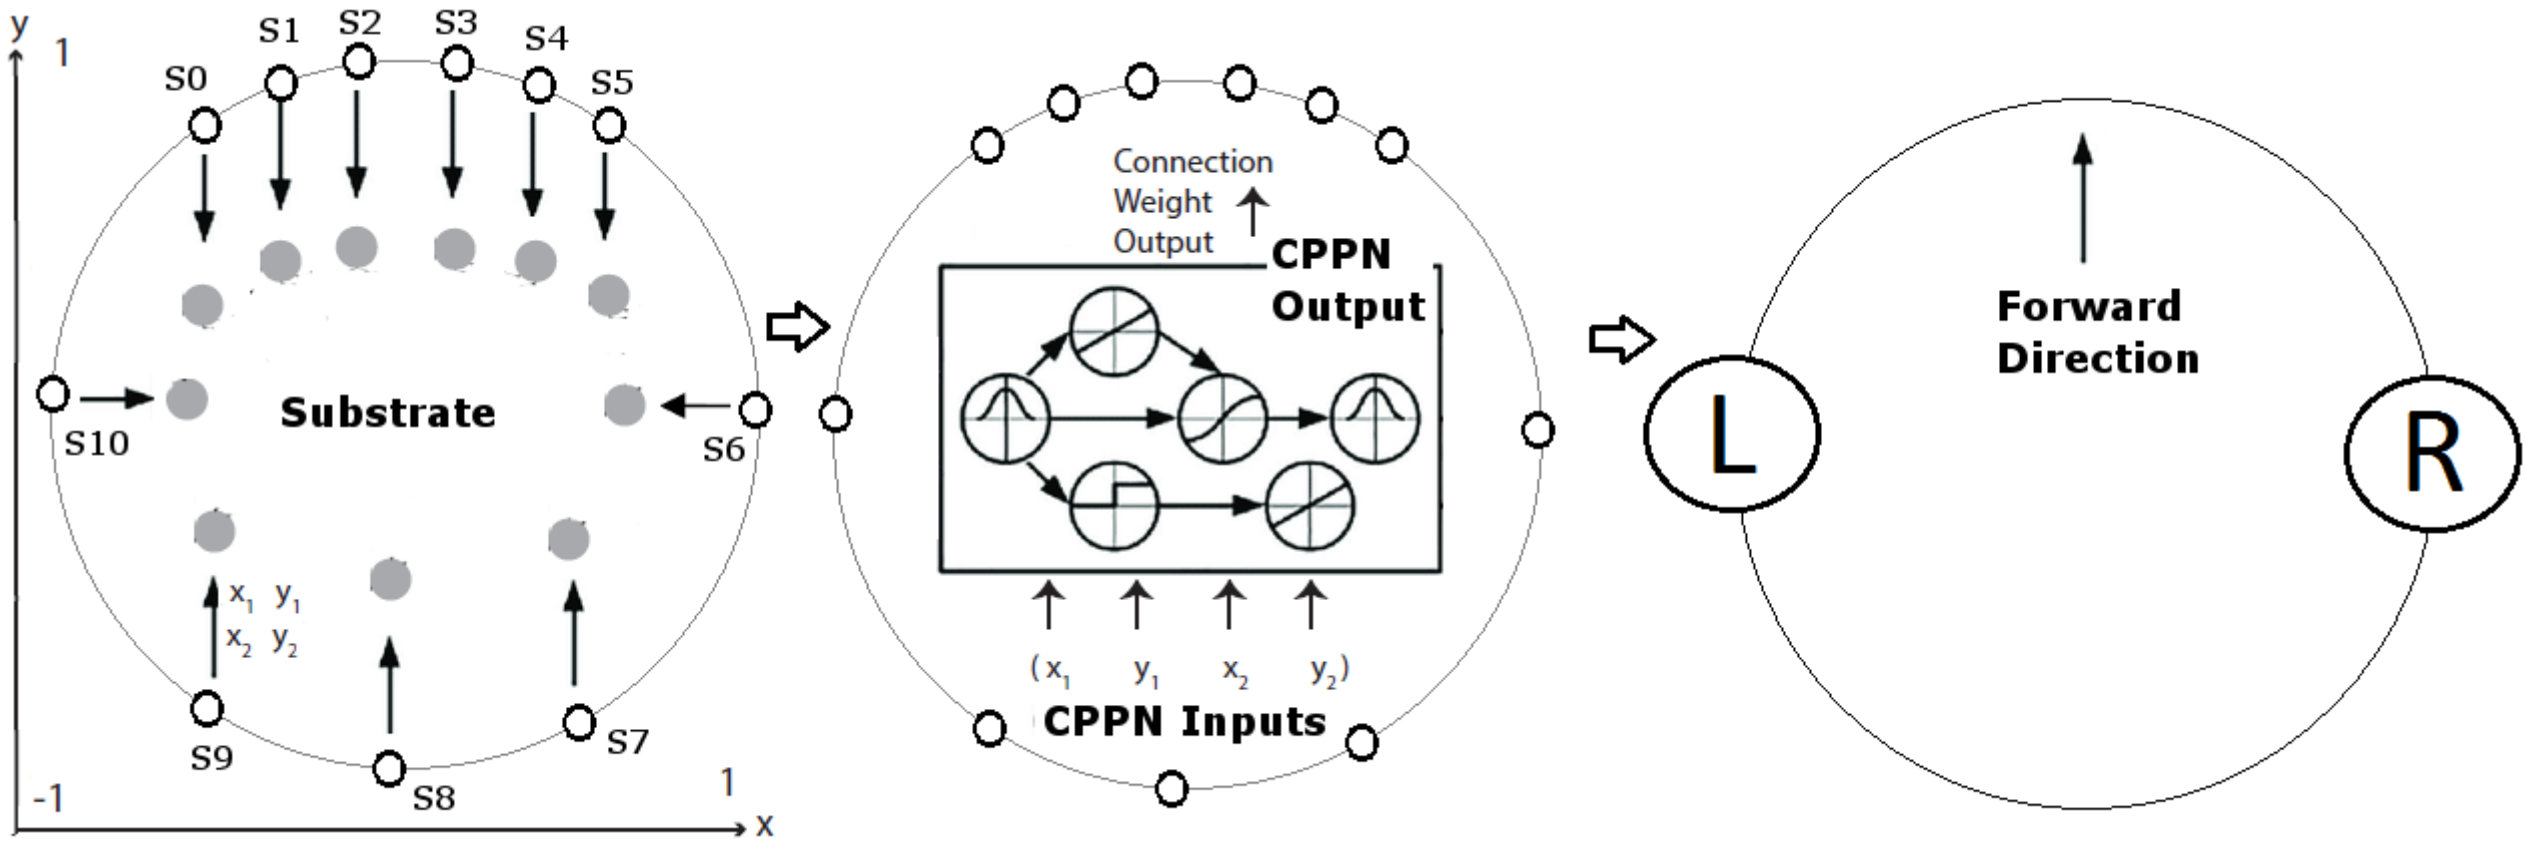 y
1
S0
S1
S2
S3
S4
S5
Substrate
S10
S6
x1 y1
x2 y2
S9
S8
S7
-1
1
x
Connection
Weight
Output
CPPN
Output
(x1 y1 x2 y2)
CPPN Inputs
Forward
Direction
L
R